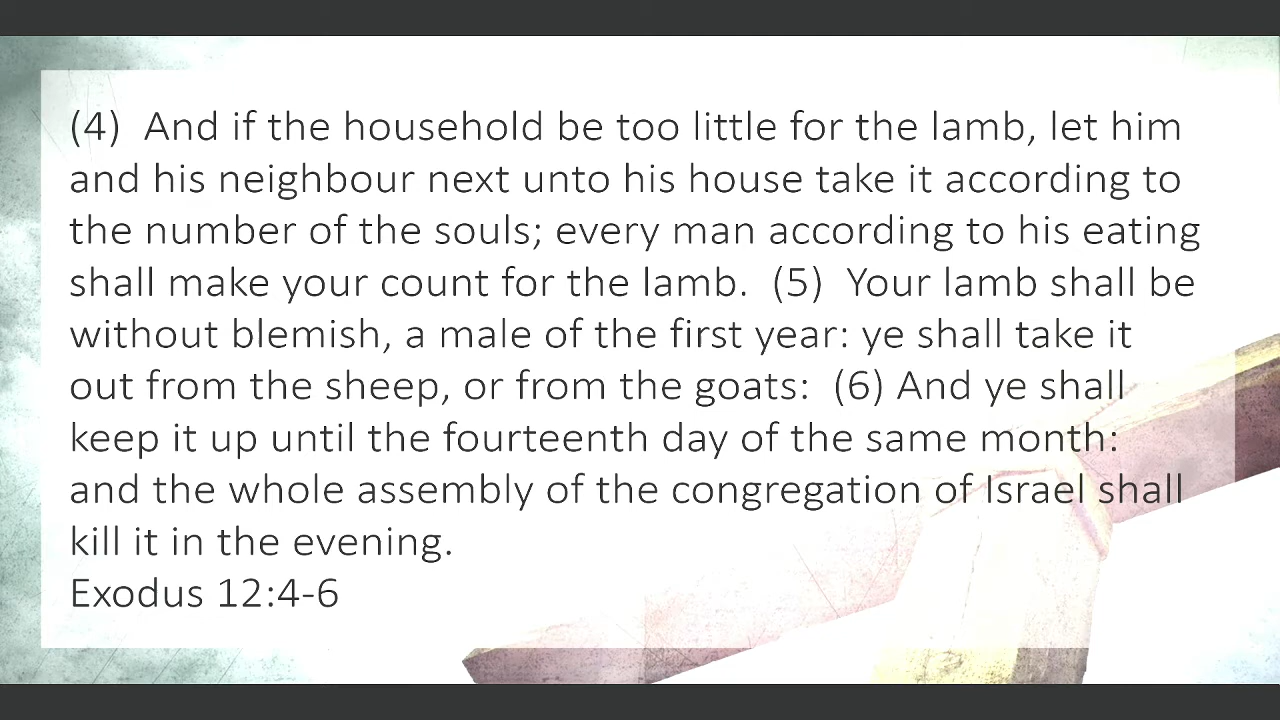 (4)  And if the household be too little for the lamb, let him
and his neighbour next unto his house take it according to
the number of the souls; every man according to his eating
shall make your count for the lamb.  (5)  Your lamb shall be
without blemish, a male of the first year: ye shall take it
out from the sheep, or from the goats:  (6) And ye shall
keep it up until the fourteenth day of the same month:
and the whole assembly of the congregation of Israel shall
kill it in the evening.
Exodus 12:4-6